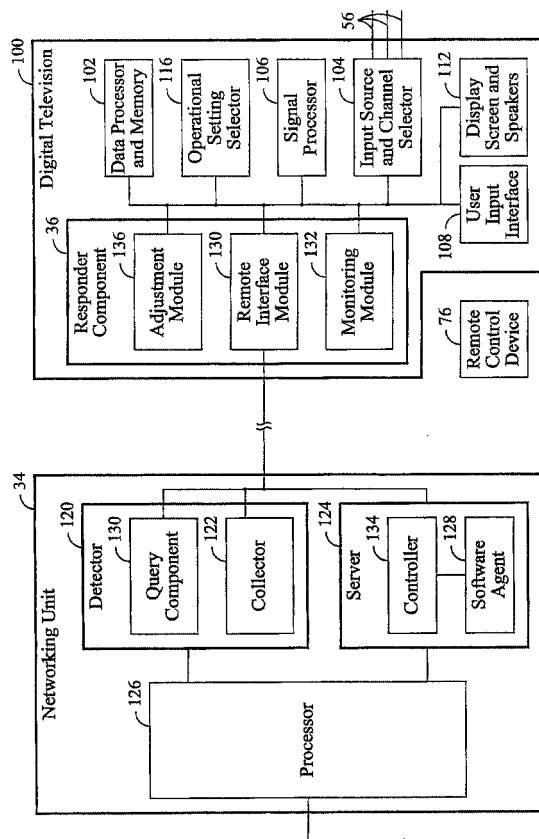 34
Networking Unit
126
Processor
120
Detector
130
Query
Component
122
Collector
124
Server
134
Controller
128
Software
Agent
100
Digital Television
36
Responder
Component
136
Adjustment
Module
130
Remote
Interface
Module
132
Monitoring
Module
102
Data Processor
and Memory
116
Operational
Setting
Selector
106
Signal
Processor
104
Input Source
and Channel
Selector
56
108
User
Input
Interface
112
Display
Screen and
Speakers
76
Remote
Control
Device